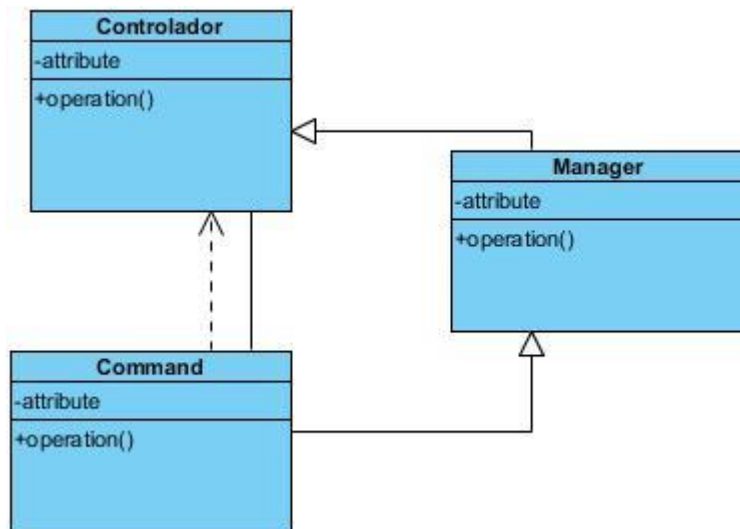 Controlador
-attribute
+operation()
Manager
-attribute
+operation()
Command
-attribute
+operation()